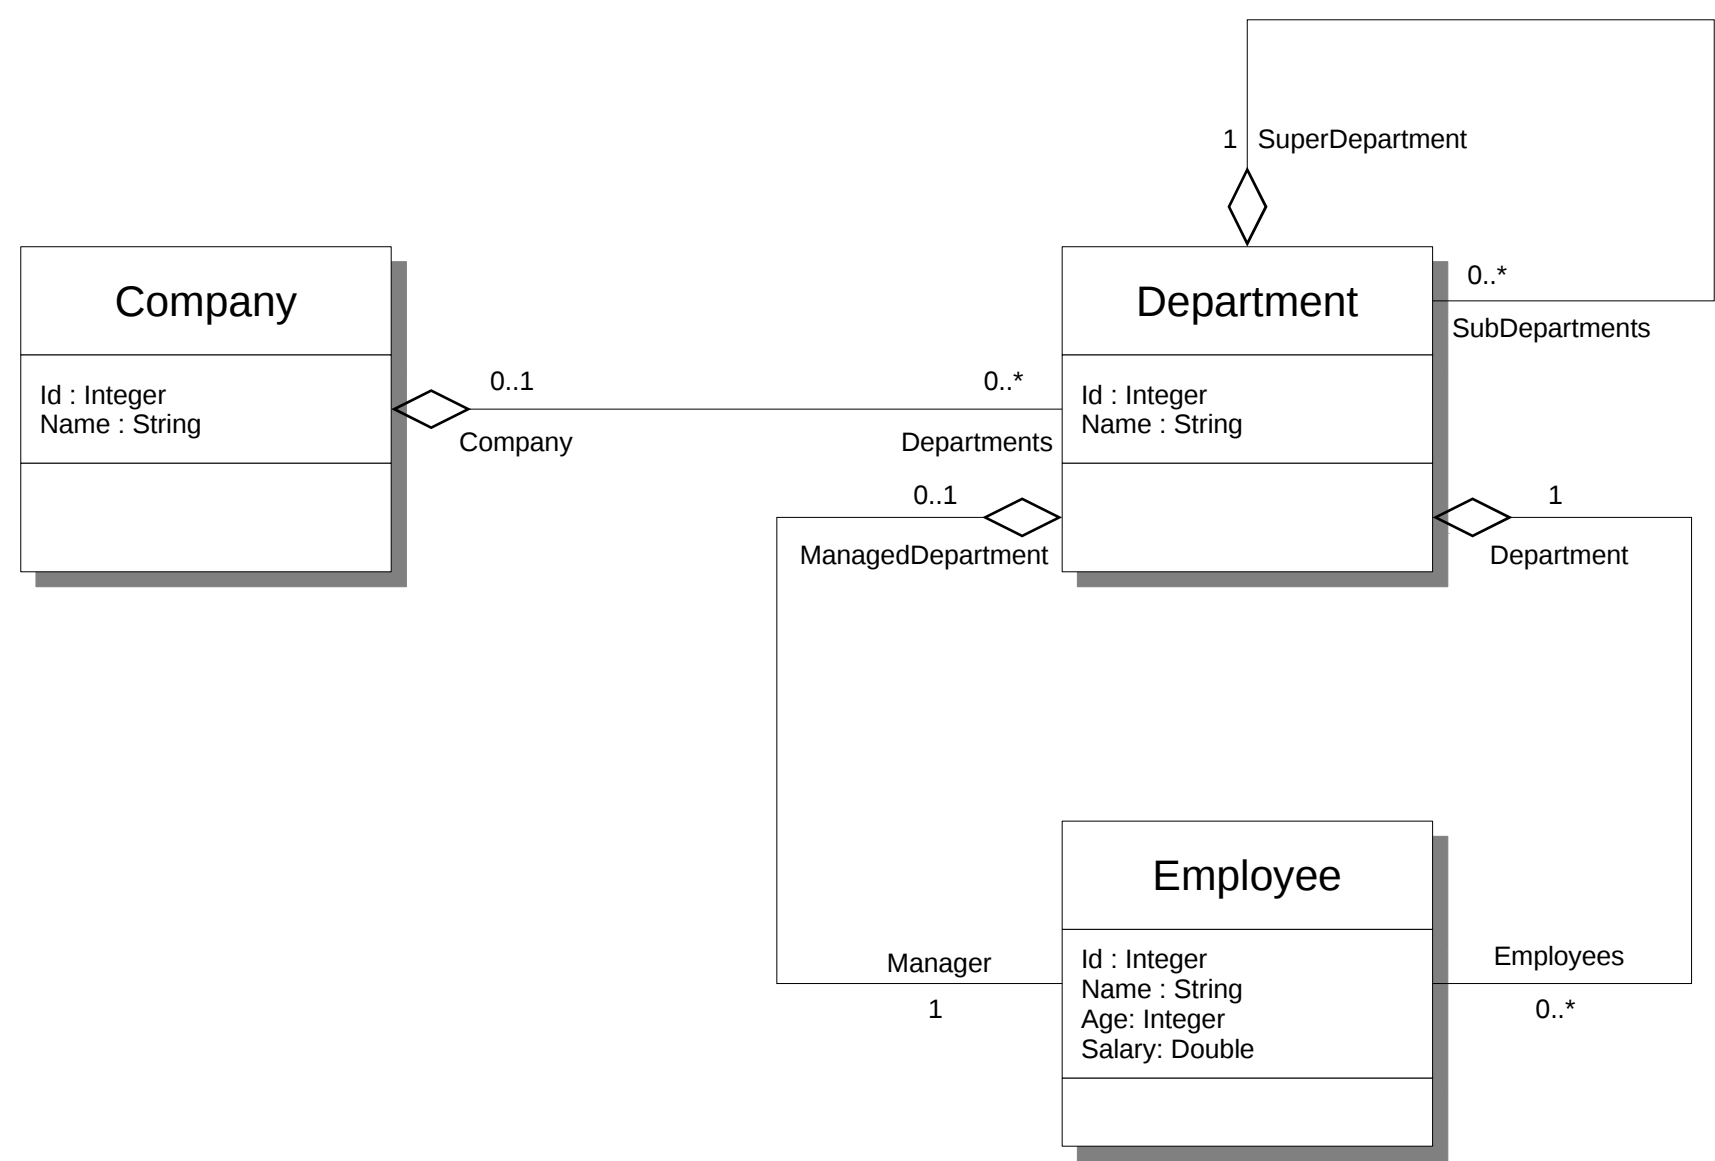 1 SuperDepartment
Company
Department
0..*
SubDepartments
Id : Integer
Name : String
0..1
0..*
Company
Departments
Id : Integer
Name : String
0..1
ManagedDepartment
1
Department
Employee
Manager
1
Id : Integer
Name : String
Age: Integer
Salary: Double
Employees
0..*